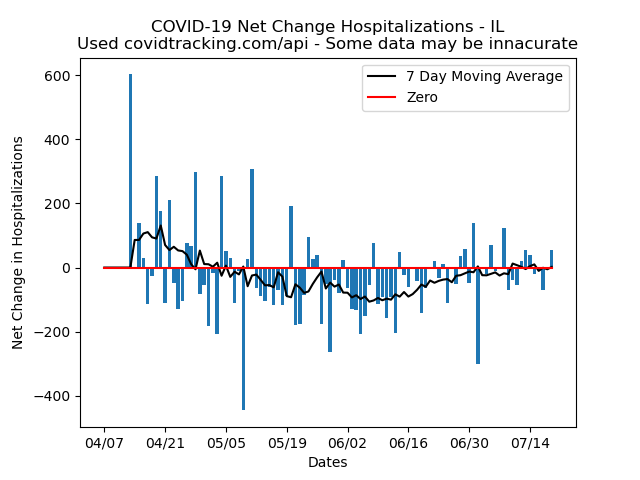 COVID-19 Net Change Hospitalizations - IL
Used covidtracking.com/api - Some data may be innacurate
7 Day Moving Average
Zero
Net Change in Hospitalizations
600
400
200
0
−200
−400
04/07 04/21 05/05 05/19 06/02 06/16 06/30 07/14
Dates